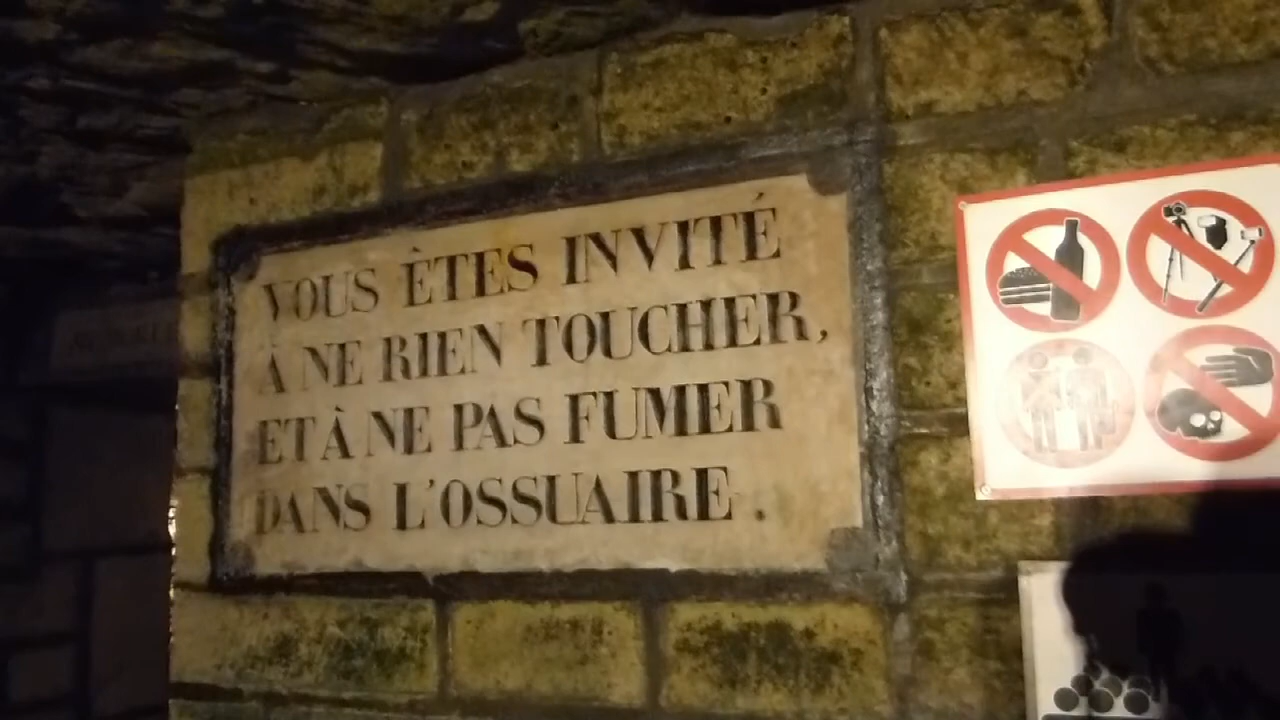 VOUS ÊTES INVITÉ
À NE RIEN TOUCHER,
ET À NE PAS FUMER
DANS L'OSSUAIRE.